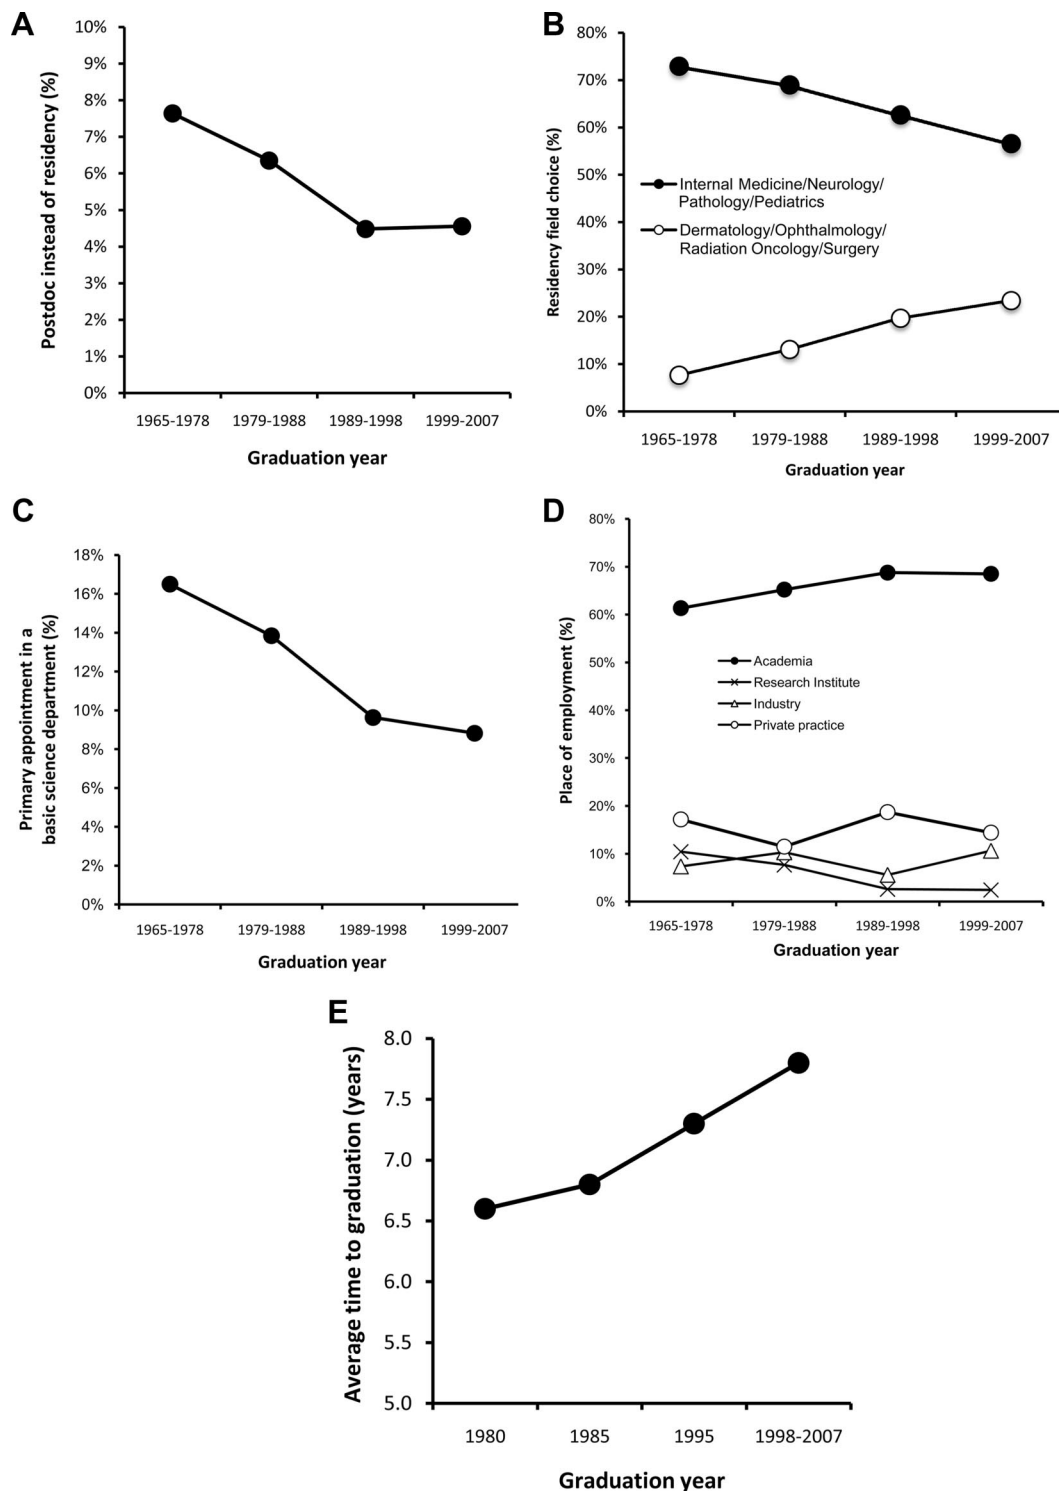 A
10%
9%
8%
7%
6%
5%
4%
3%
2%
1%
0%
Postdoc instead of residency (%)
1965-1978 1979-1988 1989-1998 1999-2007
Graduation year
B
80%
70%
60%
50%
40%
30%
20%
10%
0%
Residency field choice (%)
Internal Medicine/Neurology/
Pathology/Pediatrics
Dermatology/Ophthalmology/
Radiation Oncology/Surgery
1965-1978 1979-1988 1989-1998 1999-2007
Graduation year
C
18%
16%
14%
12%
10%
8%
6%
4%
2%
0%
Primary appointment in a
basic science department (%)
1965-1978 1979-1988 1989-1998 1999-2007
Graduation year
D
80%
70%
60%
50%
40%
30%
20%
10%
0%
Place of employment (%)
Academia
Research Institute
Industry
Private practice
1965-1978 1979-1988 1989-1998 1999-2007
Graduation year
E
8.0
7.5
7.0
6.5
6.0
5.5
5.0
Average time to graduation (years)
1980 1985 1995 1998-2007
Graduation year